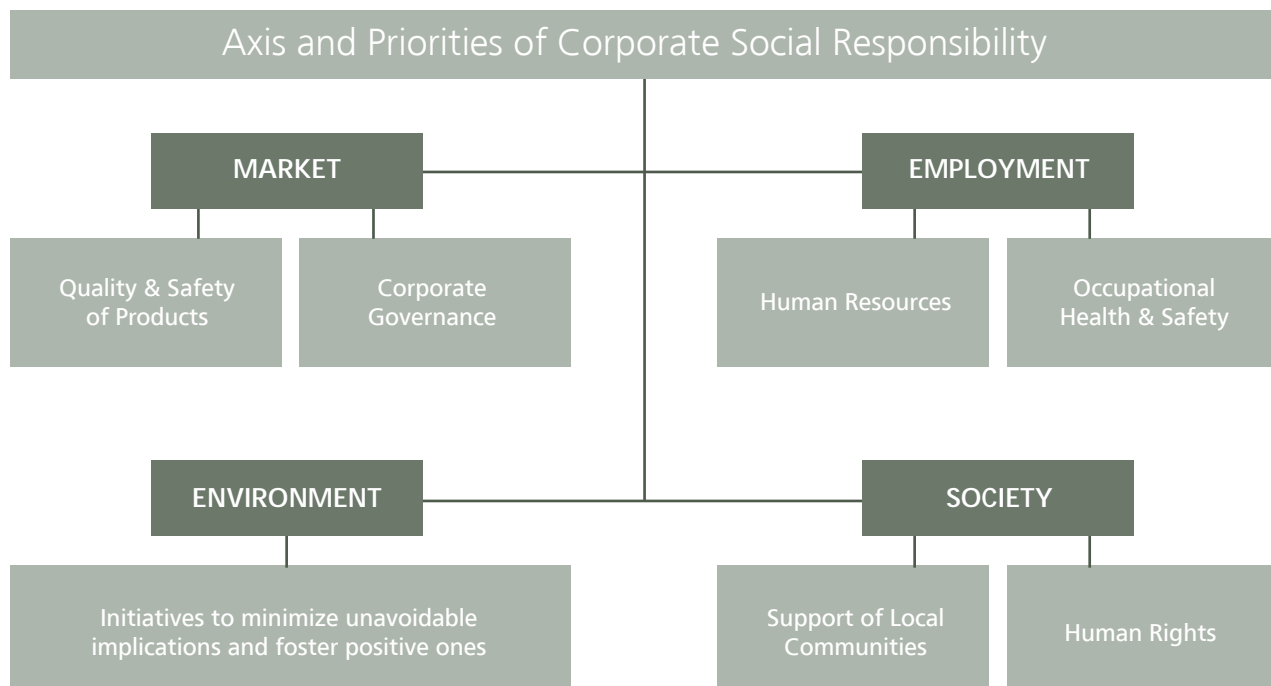 Axis and Priorities of Corporate Social Responsibility
MARKET
EMPLOYMENT
Quality & Safety
of Products
Corporate
Governance
Human Resources
Occupational
Health & Safety
ENVIRONMENT
SOCIETY
Initiatives to minimize unavoidable
implications and foster positive ones
Support of Local
Communities
Human Rights